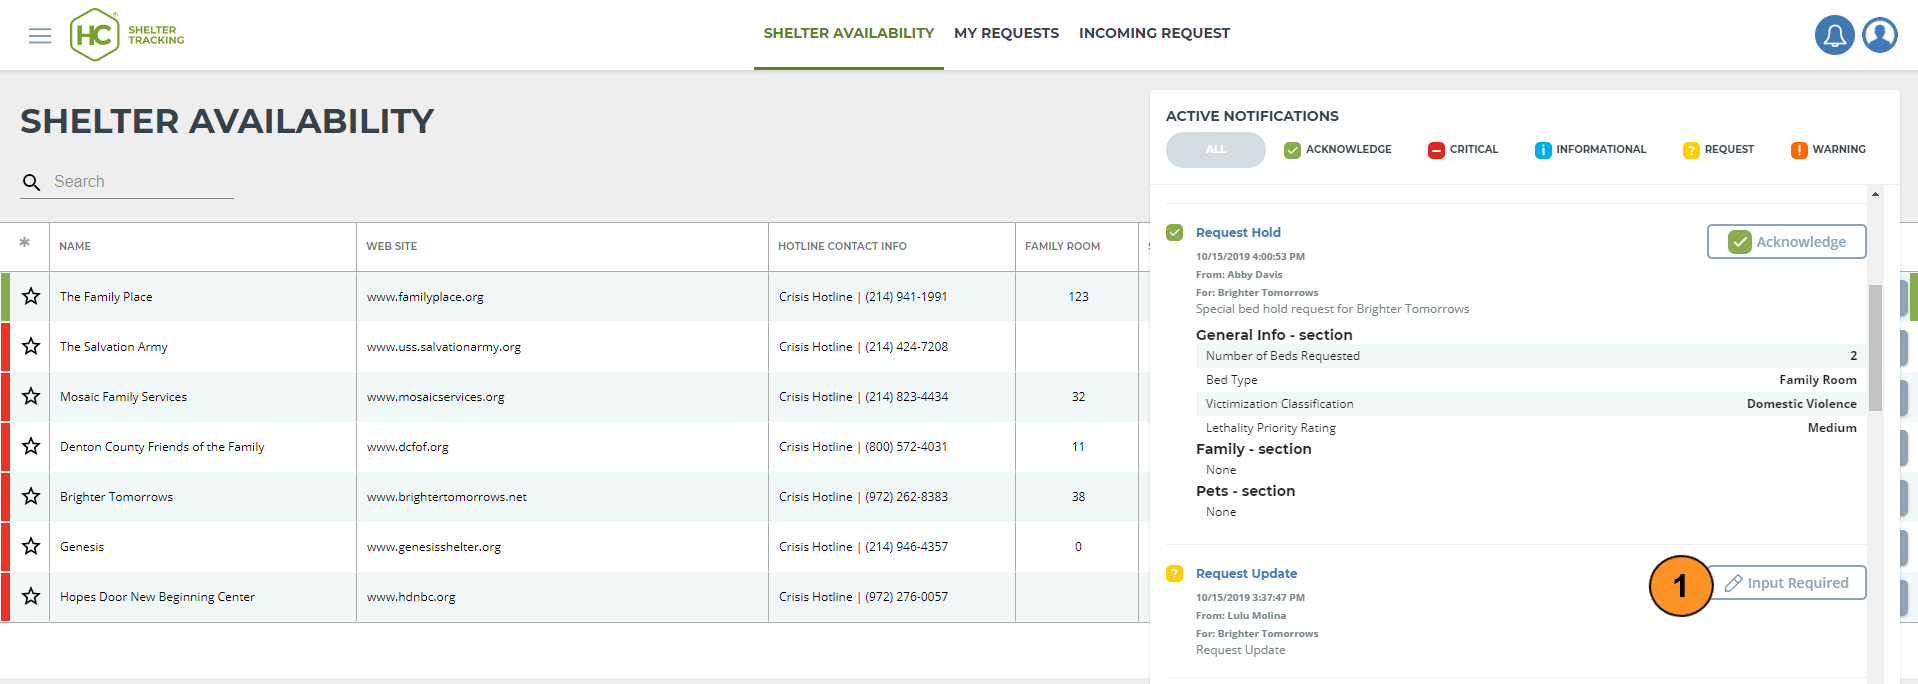 HC® SHELTER TRACKING
SHELTER AVAILABILITY MY REQUESTS INCOMING REQUEST
SHELTER AVAILABILITY
Search
* NAME WEB SITE HOTLINE CONTACT INFO FAMILY ROOM
The Family Place www.familyplace.org Crisis Hotline | (214) 941-1991 123
The Salvation Army www.uss.salvationarmy.org Crisis Hotline | (214) 424-7208
Mosaic Family Services www.mosaicservices.org Crisis Hotline | (214) 823-4434 32
Denton County Friends of the Family www.dcfof.org Crisis Hotline | (800) 572-4031 11
Brighter Tomorrows www.brightertomorrows.net Crisis Hotline | (972) 262-8383 38
Genesis www.genesisshelter.org Crisis Hotline | (214) 946-4357 0
Hopes Door New Beginning Center www.hdnbc.org Crisis Hotline | (972) 276-0057
ACTIVE NOTIFICATIONS
ALL ACKNOWLEDGE CRITICAL INFORMATIONAL REQUEST WARNING
Request Hold Acknowledge
10/15/2019 4:00:53 PM
From: Abby Davis
For: Brighter Tomorrows
Special bed hold request for Brighter Tomorrows
General Info - section
Number of Beds Requested 2
Bed Type Family Room
Victimization Classification Domestic Violence
Lethality Priority Rating Medium
Family - section
None
Pets - section
None
Request Update 1 Input Required
10/15/2019 3:37:47 PM
From: Lulu Molina
For: Brighter Tomorrows
Request Update